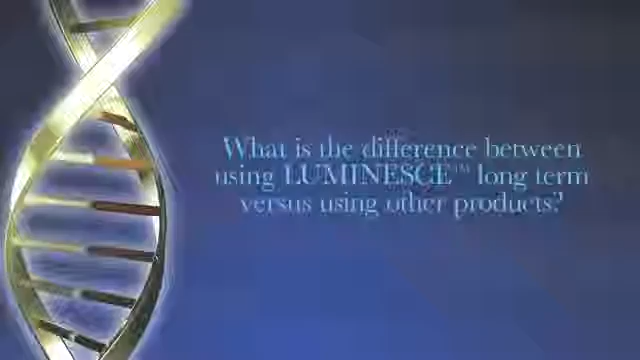 What is the difference between
using LUMINESCE™ long term
versus using other products?